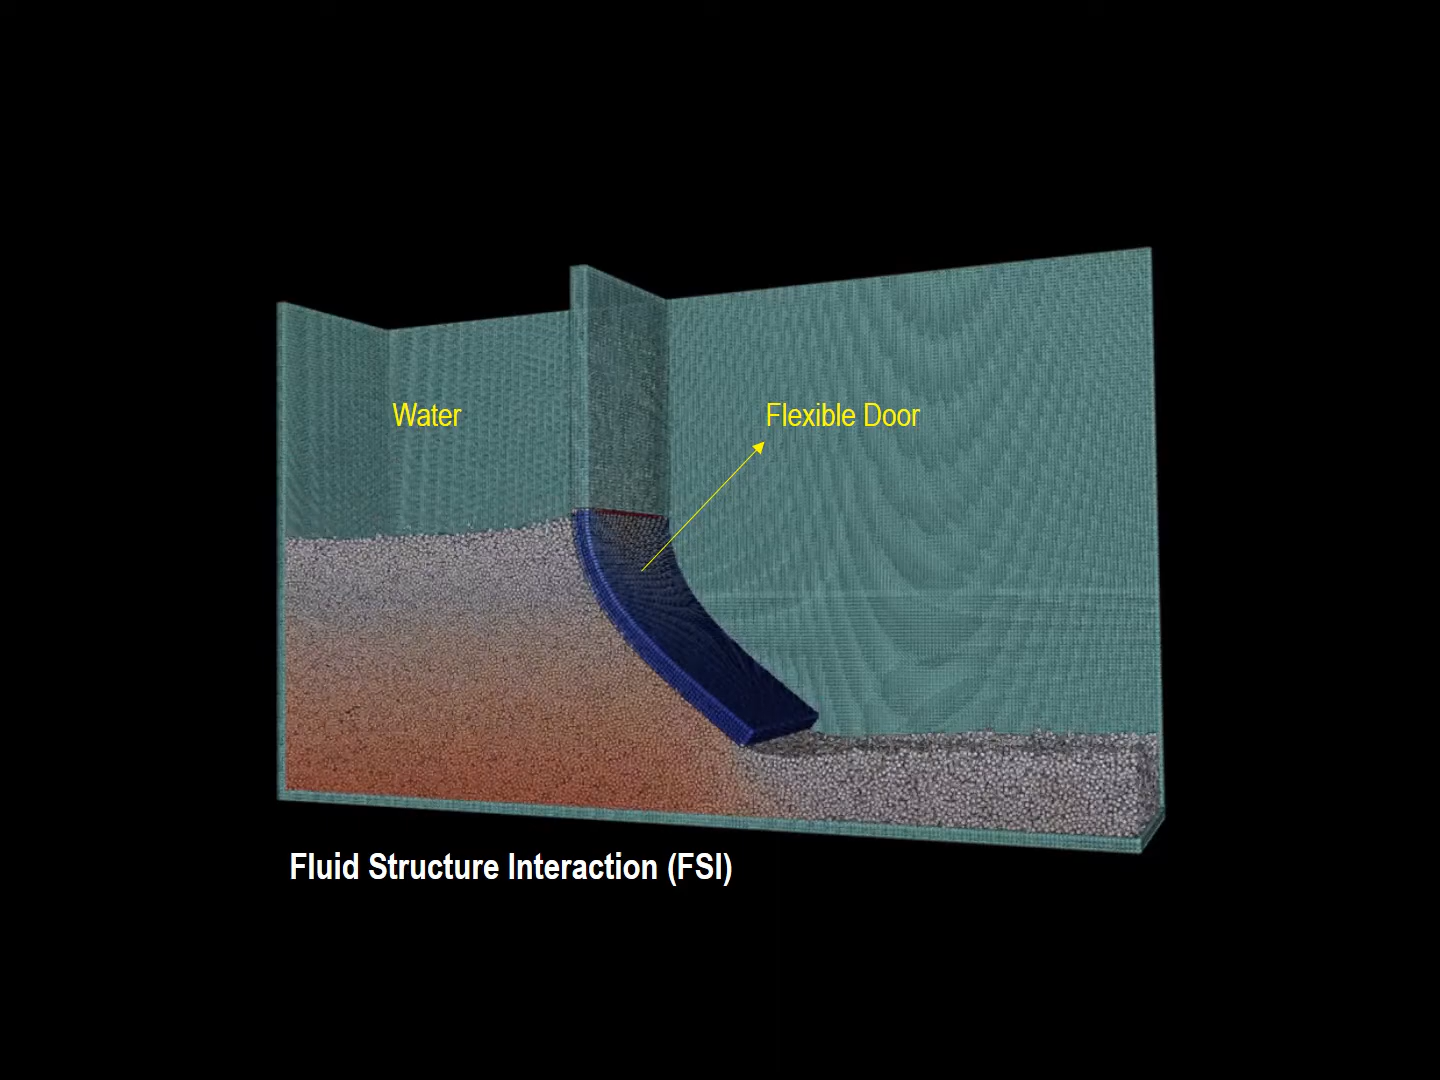 Water
Flexible Door
Fluid Structure Interaction (FSI)